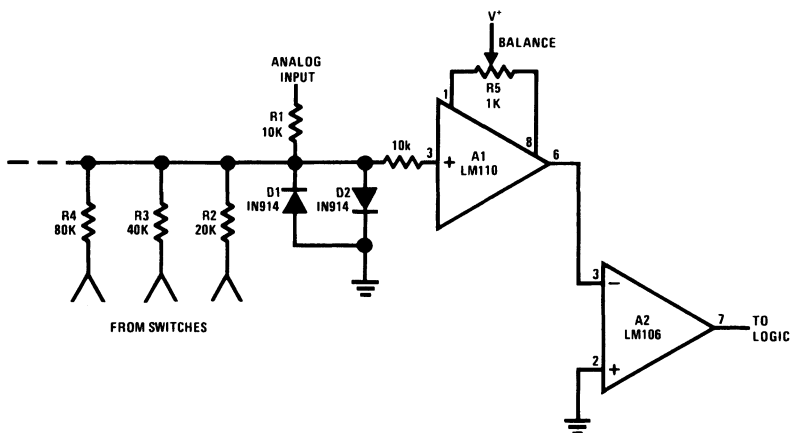 V+
BALANCE
ANALOG
INPUT
R5
1K
1
8
R1
10K
10k
3
+
A1
LM110
6
D1
IN914
D2
IN914
R4
80K
R3
40K
R2
20K
FROM SWITCHES
3
−
A2
LM106
7
TO
LOGIC
2
+